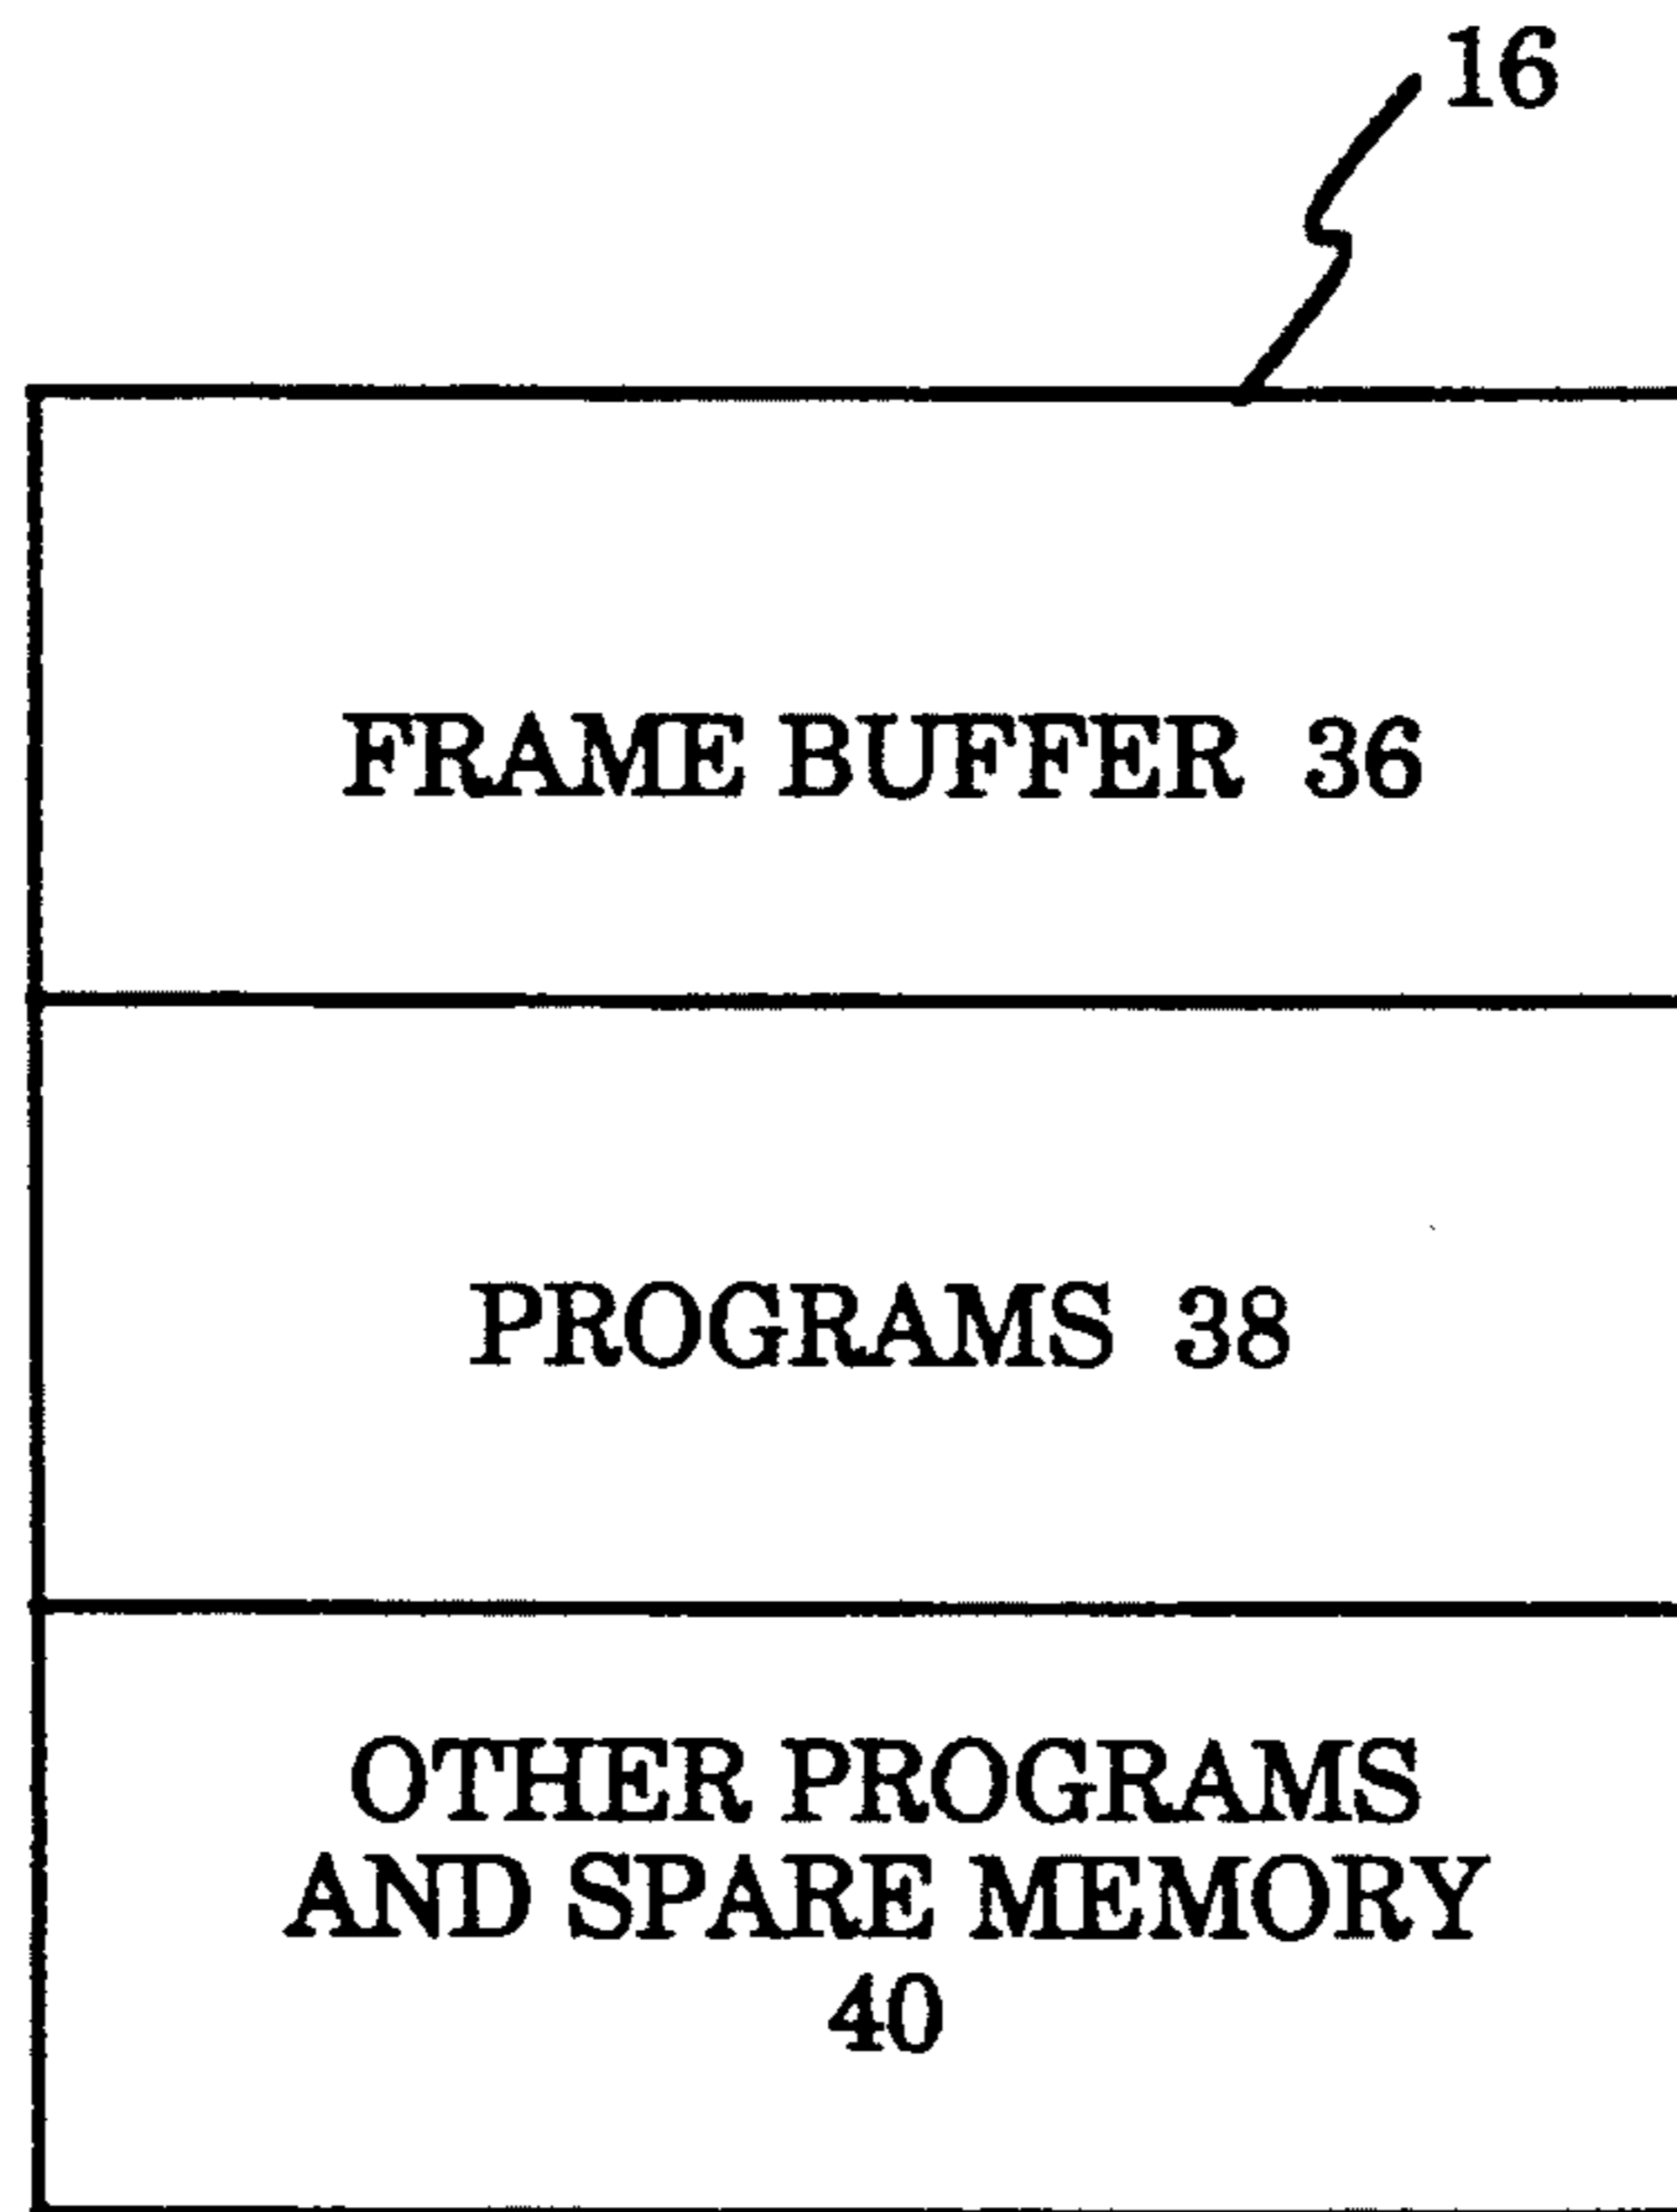 16
FRAME BUFFER 36
PROGRAMS 38
OTHER PROGRAMS
AND SPARE MEMORY
40